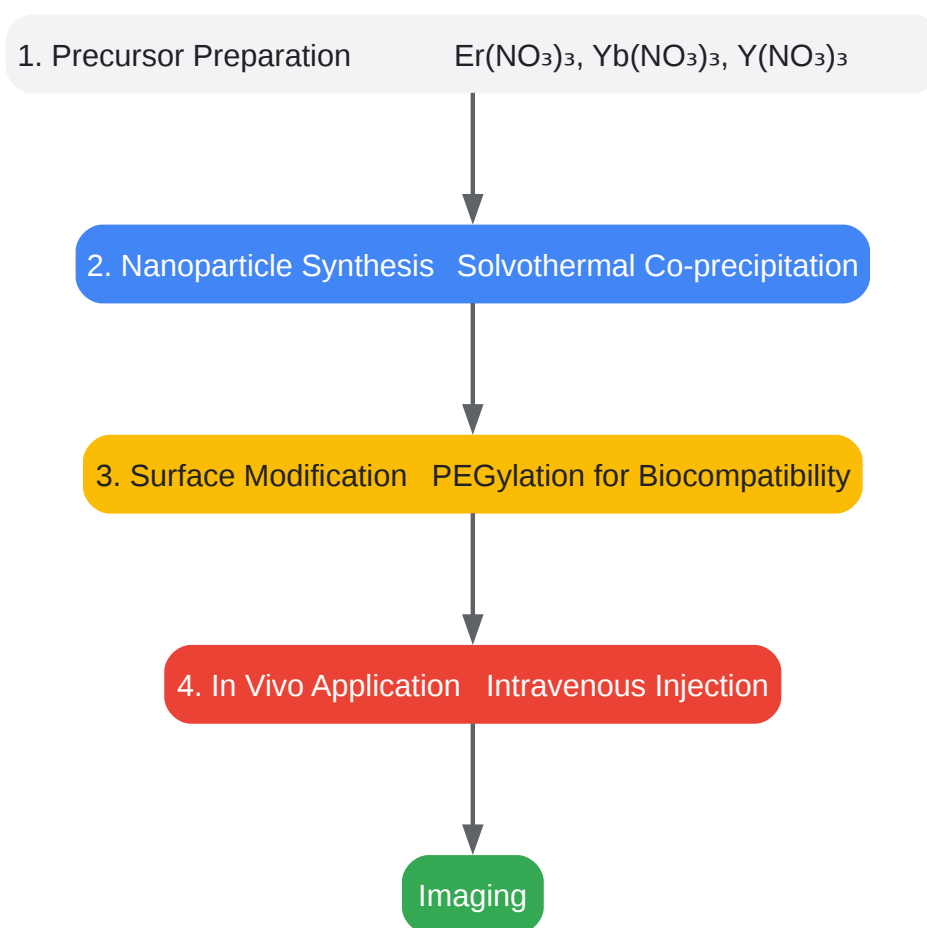 1. Precursor Preparation Er(NO₃)₃, Yb(NO₃)₃, Y(NO₃)₃
2. Nanoparticle Synthesis Solvothermal Co-precipitation
3. Surface Modification PEGylation for Biocompatibility
4. In Vivo Application Intravenous Injection
Imaging